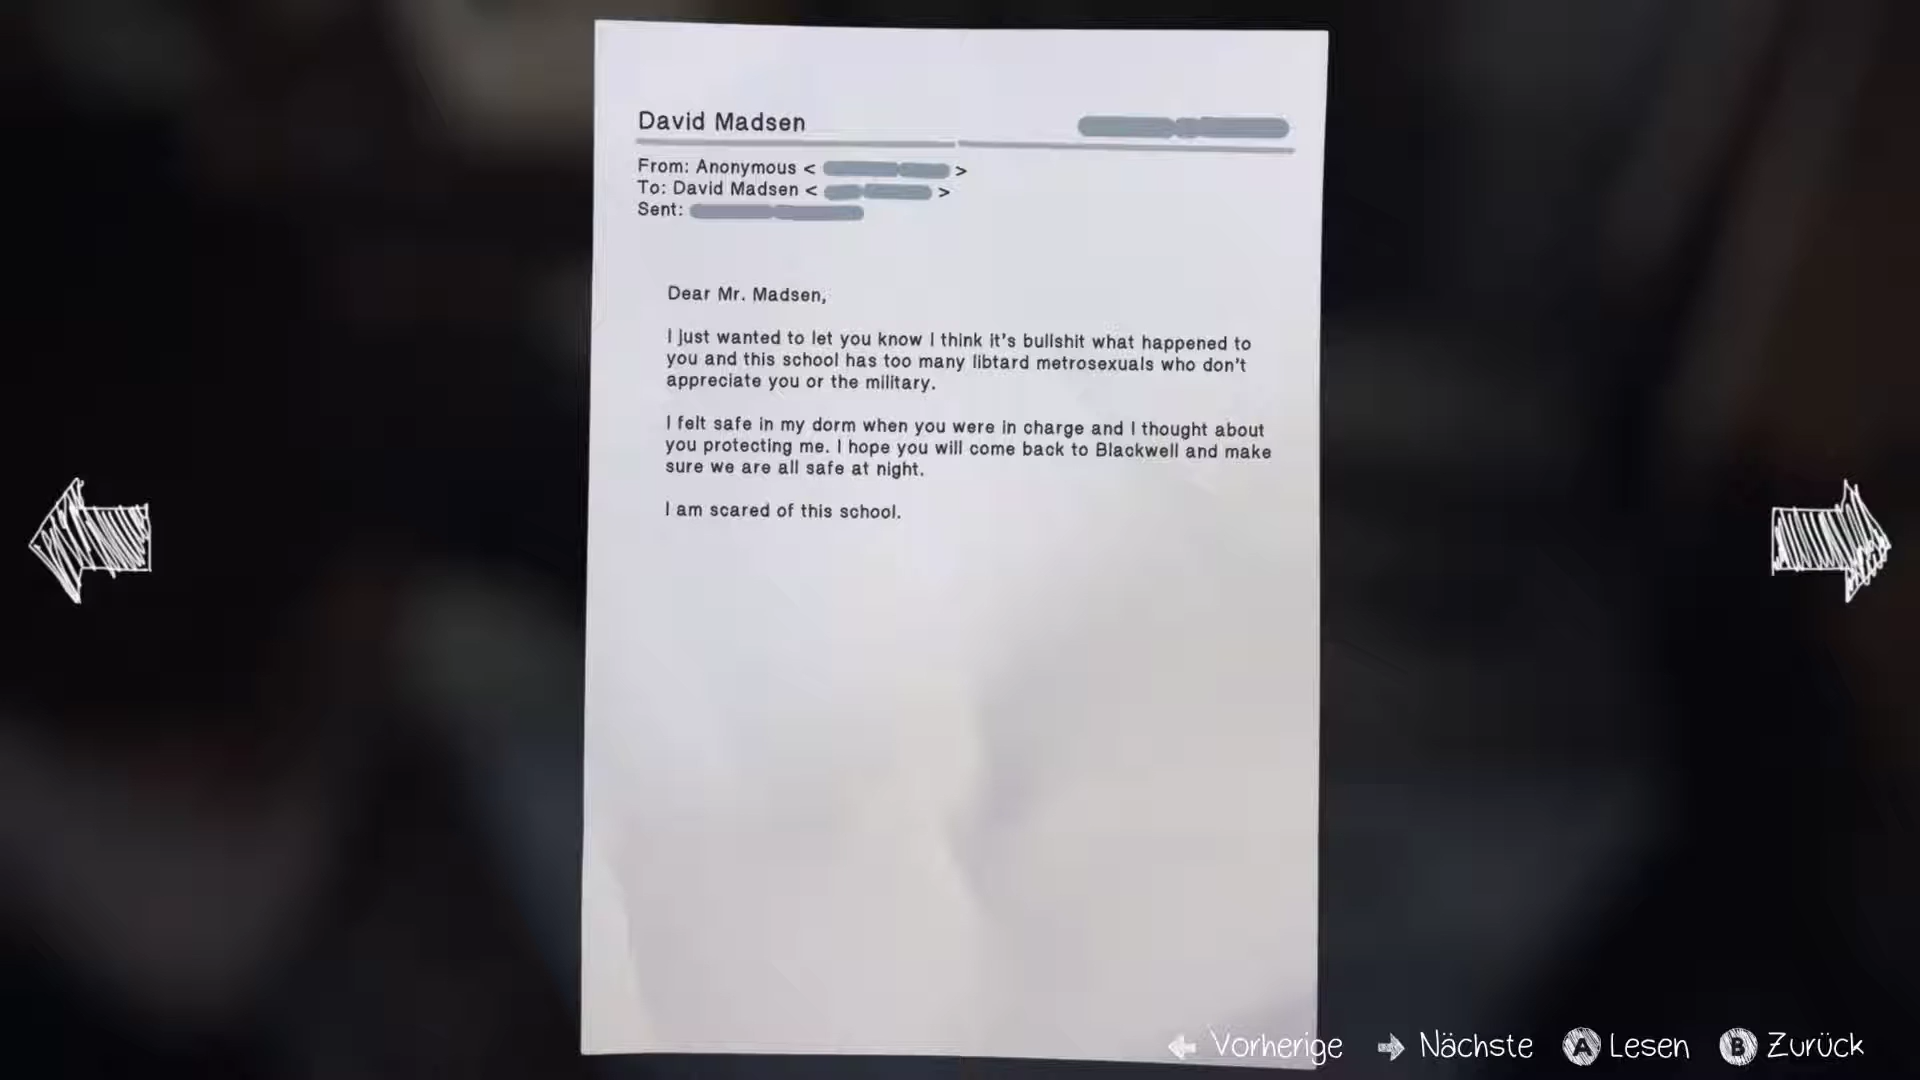 David Madsen
From: Anonymous < >
To: David Madsen < >
Sent:
Dear Mr. Madsen,
I just wanted to let you know I think it's bullshit what happened to
you and this school has too many libtard metrosexuals who don't
appreciate you or the military.
I felt safe in my dorm when you were in charge and I thought about
you protecting me. I hope you will come back to Blackwell and make
sure we are all safe at night.
I am scared of this school.
Vorherige Nächste A Lesen B Zurück